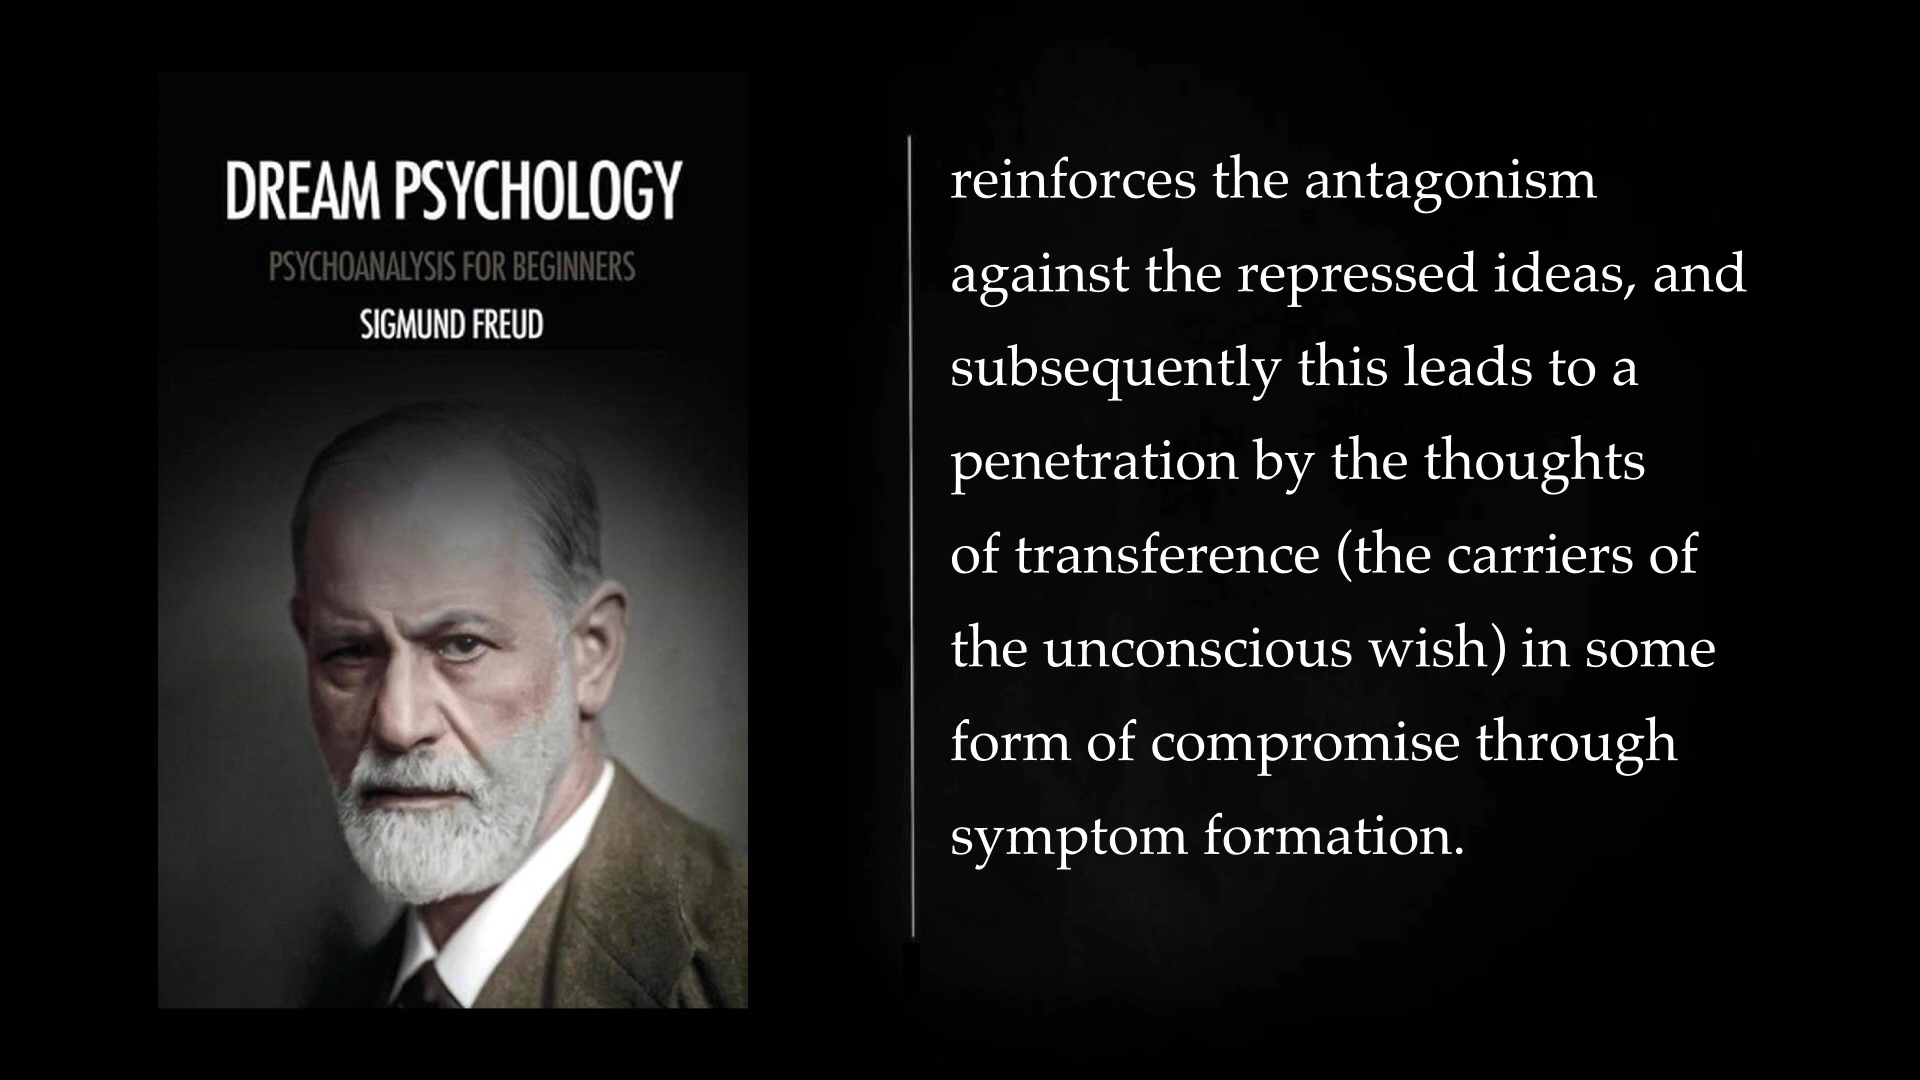 DREAM PSYCHOLOGY
PSYCHOANALYSIS FOR BEGINNERS
SIGMUND FREUD
reinforces the antagonism
against the repressed ideas, and
subsequently this leads to a
penetration by the thoughts
of transference (the carriers of
the unconscious wish) in some
form of compromise through
symptom formation.